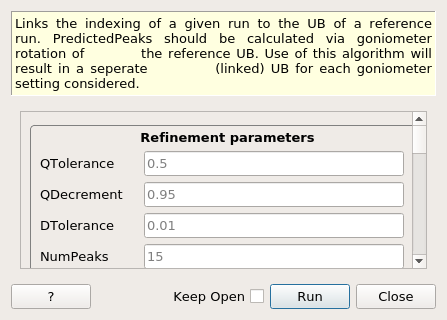 Links the indexing of a given run to the UB of a reference
run. PredictedPeaks should be calculated via goniometer
rotation of the reference UB. Use of this algorithm will
result in a seperate (linked) UB for each goniometer
setting considered.
Refinement parameters
QTolerance 0.5
QDecrement 0.95
DTolerance 0.01
NumPeaks 15
? Keep Open Run Close